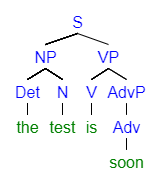 S
NP VP
Det N V AdvP
the test is Adv
soon